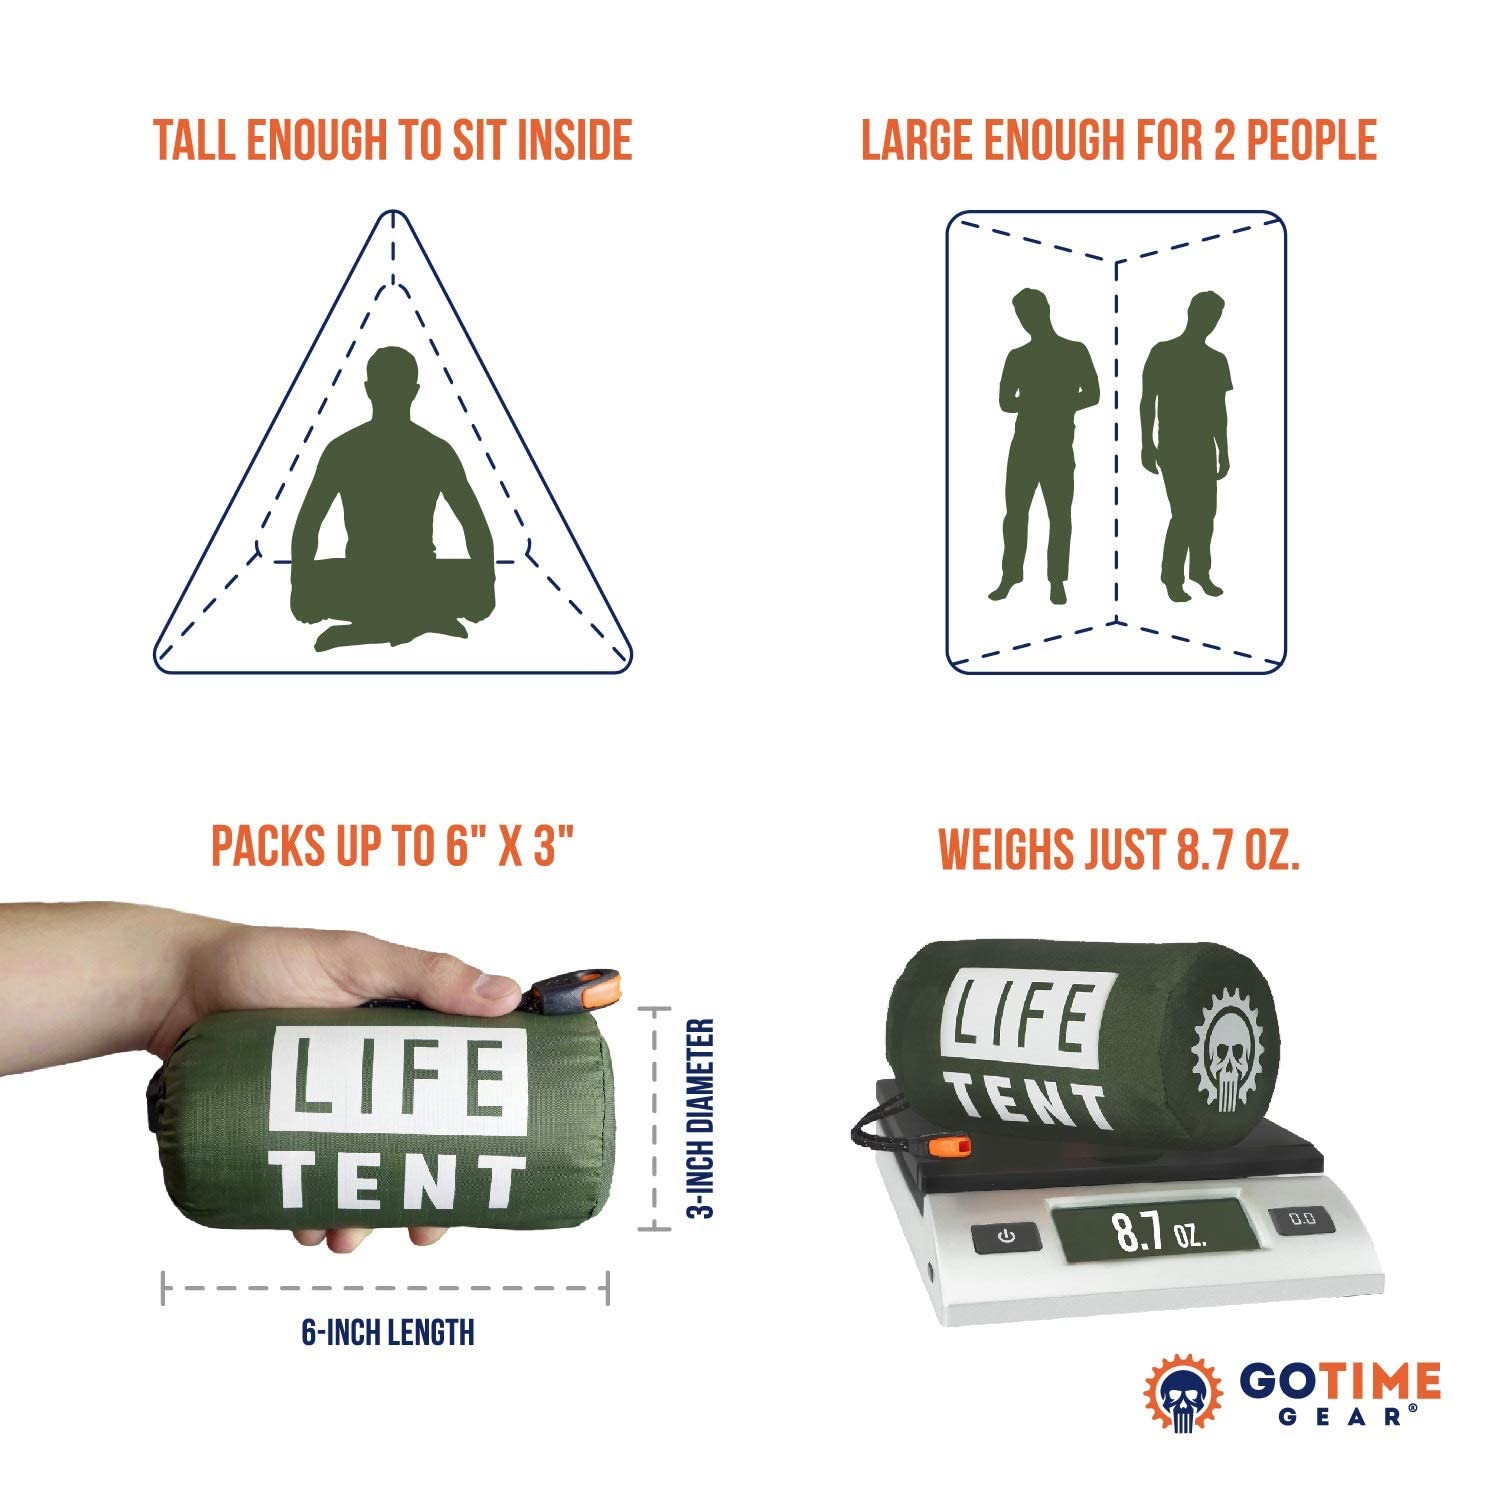 TALL ENOUGH TO SIT INSIDE
LARGE ENOUGH FOR 2 PEOPLE
PACKS UP TO 6" X 3"
LIFE
TENT
3-INCH DIAMETER
6-INCH LENGTH
WEIGHS JUST 8.7 OZ.
LIFE
TENT
8.7 OZ.
0.0
GOTIME
GEAR®